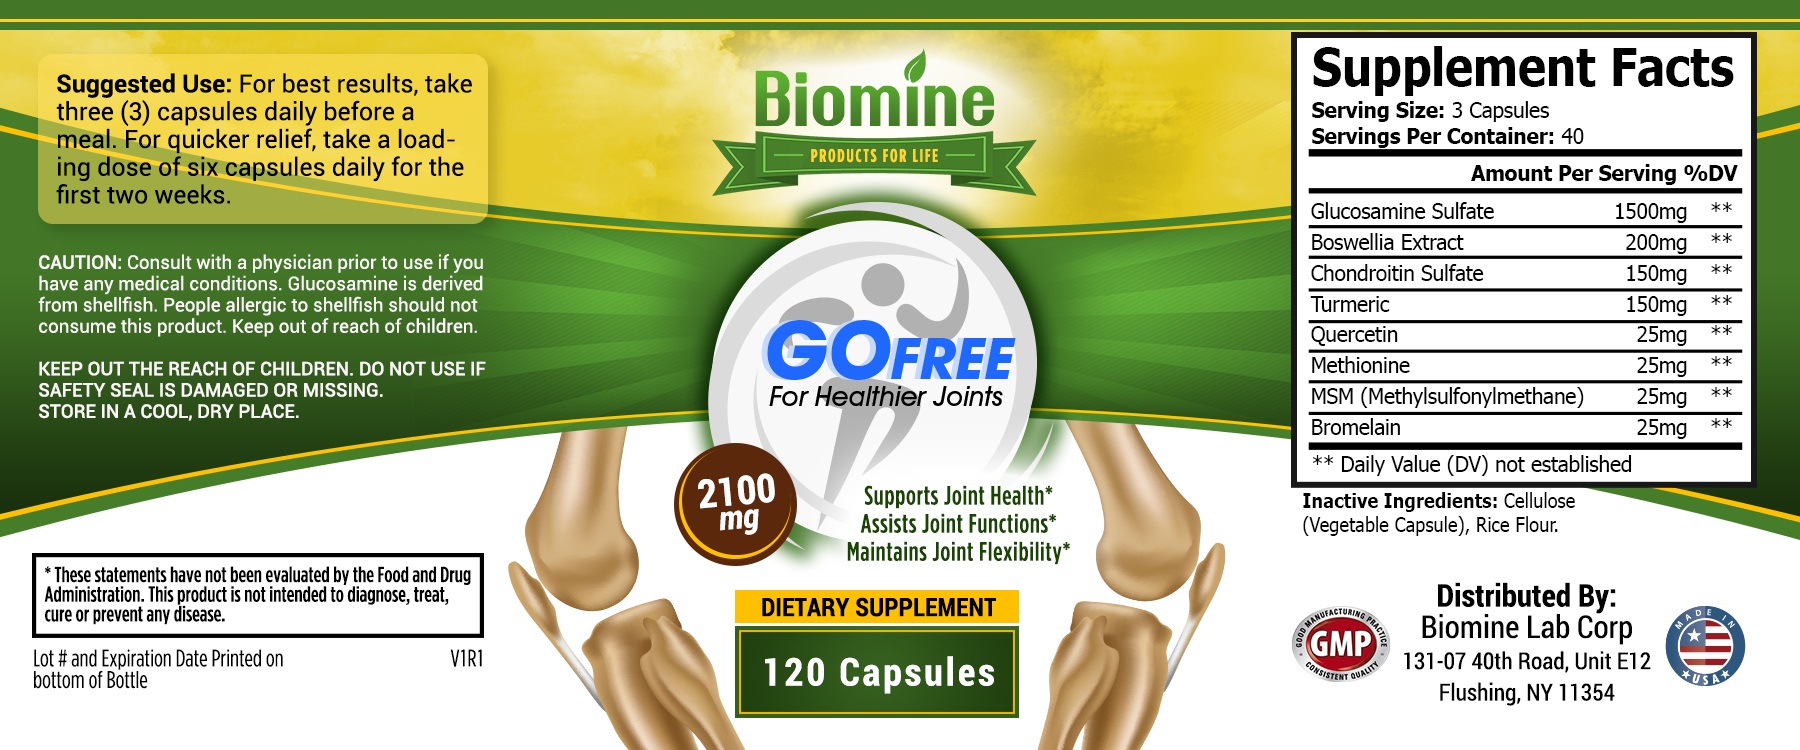 Suggested Use: For best results, take
three (3) capsules daily before a
meal. For quicker relief, take a load-
ing dose of six capsules daily for the
first two weeks.
CAUTION: Consult with a physician prior to use if you
have any medical conditions. Glucosamine is derived
from shellfish. People allergic to shellfish should not
consume this product. Keep out of reach of children.
KEEP OUT THE REACH OF CHILDREN. DO NOT USE IF
SAFETY SEAL IS DAMAGED OR MISSING.
STORE IN A COOL, DRY PLACE.
* These statements have not been evaluated by the Food and Drug
Administration. This product is not intended to diagnose, treat,
cure or prevent any disease.
Lot # and Expiration Date Printed on V1R1
bottom of Bottle
Biomine
PRODUCTS FOR LIFE
GOFREE
For Healthier Joints
2100
mg
Supports Joint Health*
Assists Joint Functions*
Maintains Joint Flexibility*
DIETARY SUPPLEMENT
120 Capsules
Supplement Facts
Serving Size: 3 Capsules
Servings Per Container: 40
Amount Per Serving %DV
Glucosamine Sulfate 1500mg **
Boswellia Extract 200mg **
Chondroitin Sulfate 150mg **
Turmeric 150mg **
Quercetin 25mg **
Methionine 25mg **
MSM (Methylsulfonylmethane) 25mg **
Bromelain 25mg **
** Daily Value (DV) not established
Inactive Ingredients: Cellulose
(Vegetable Capsule), Rice Flour.
GOOD MANUFACTURING PRACTICE
GMP
CONSISTENT QUALITY
Distributed By:
Biomine Lab Corp
131-07 40th Road, Unit E12
Flushing, NY 11354
MADE IN
USA